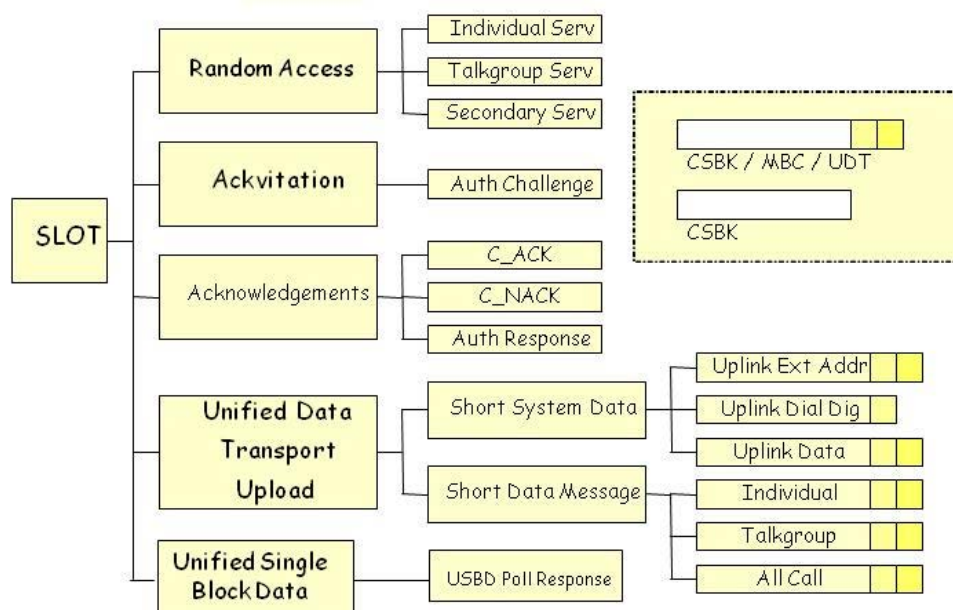 SLOT
Random Access
Individual Serv
Talkgroup Serv
Secondary Serv
Ackvitation
Auth Challenge
Acknowledgements
C_ACK
C_NACK
Auth Response
Unified Data
Transport
Upload
Short System Data
Uplink Ext Addr
Uplink Dial Dig
Uplink Data
Short Data Message
Individual
Talkgroup
All Call
Unified Single
Block Data
USBD Poll Response
CSBK / MBC / UDT
CSBK